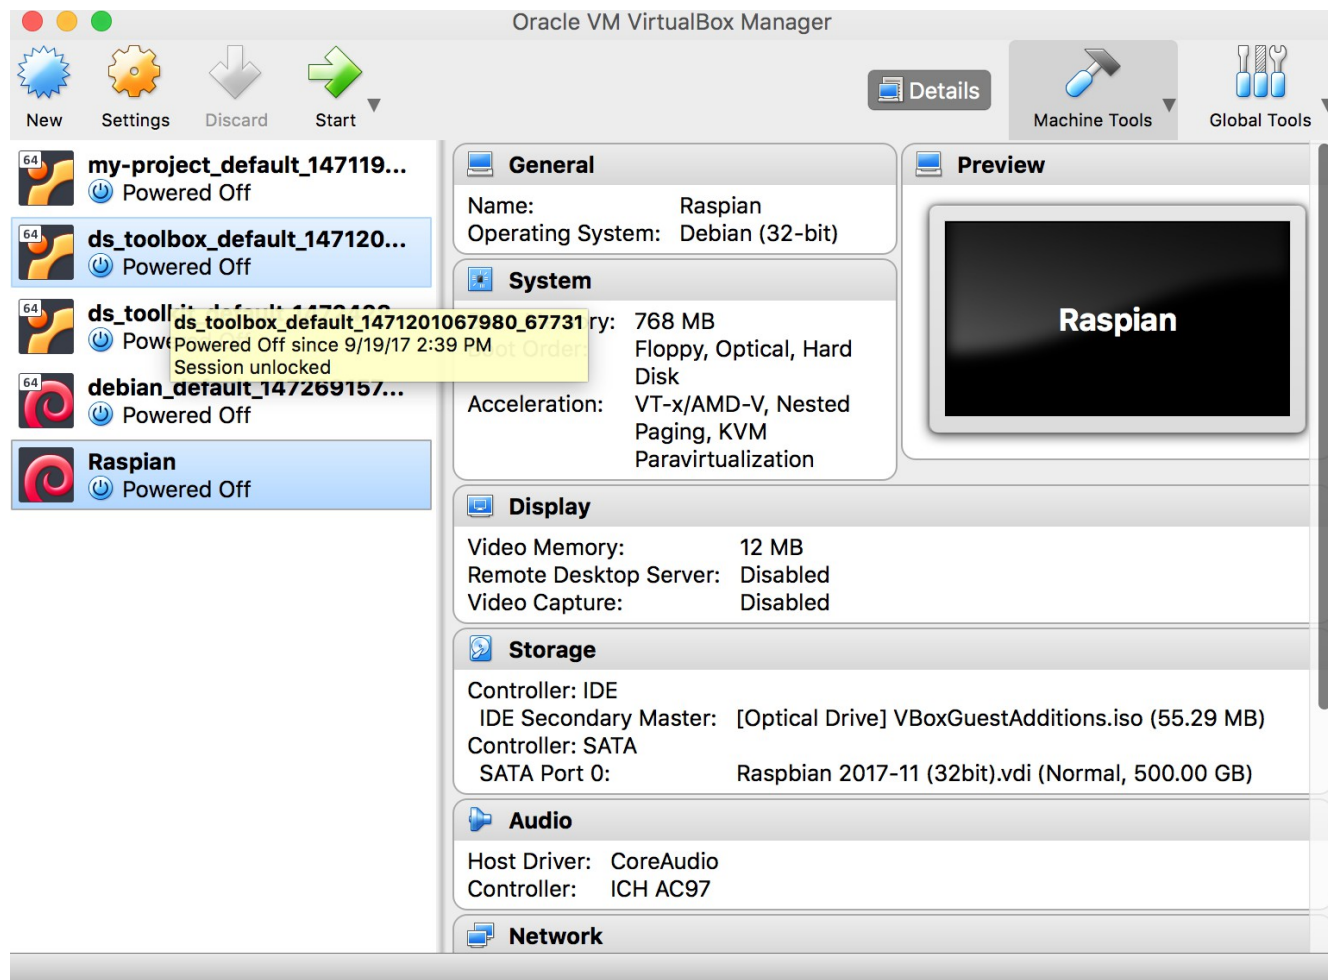 Oracle VM VirtualBox Manager
New
Settings
Discard
Start
Details
Machine Tools
Global Tools
64
my-project_default_147119...
Powered Off
64
ds_toolbox_default_147120...
Powered Off
64
ds_tool
64
debian_default_147269157...
Powered Off
Raspian
Powered Off
ds_toolbox_default_1471201067980_67731
Powered Off since 9/19/17 2:39 PM
Session unlocked
General
Name: Raspian
Operating System: Debian (32-bit)
Preview
Raspian
System
ry: 768 MB
Boot Order: Floppy, Optical, Hard
Disk
Acceleration: VT-x/AMD-V, Nested
Paging, KVM
Paravirtualization
Display
Video Memory: 12 MB
Remote Desktop Server: Disabled
Video Capture: Disabled
Storage
Controller: IDE
IDE Secondary Master: [Optical Drive] VBoxGuestAdditions.iso (55.29 MB)
Controller: SATA
SATA Port 0: Raspbian 2017-11 (32bit).vdi (Normal, 500.00 GB)
Audio
Host Driver: CoreAudio
Controller: ICH AC97
Network